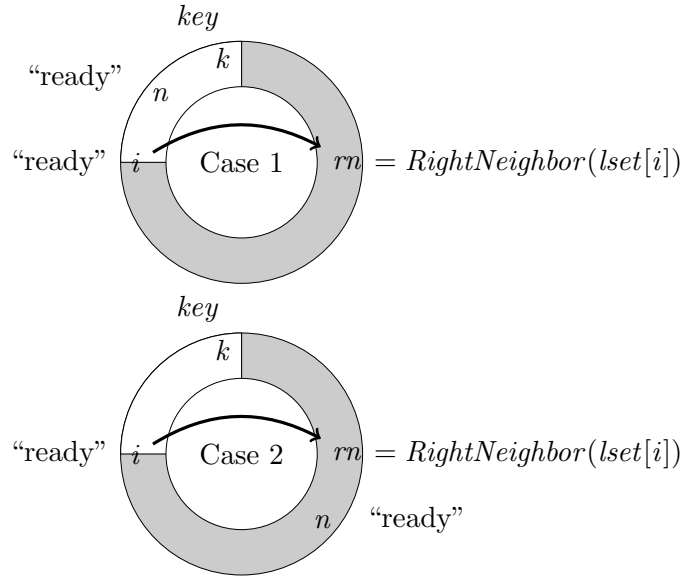 key
k
“ready”
n
“ready” i Case 1 rn = RightNeighbor(lset[i])
key
k
“ready” i Case 2 rn = RightNeighbor(lset[i])
n “ready”